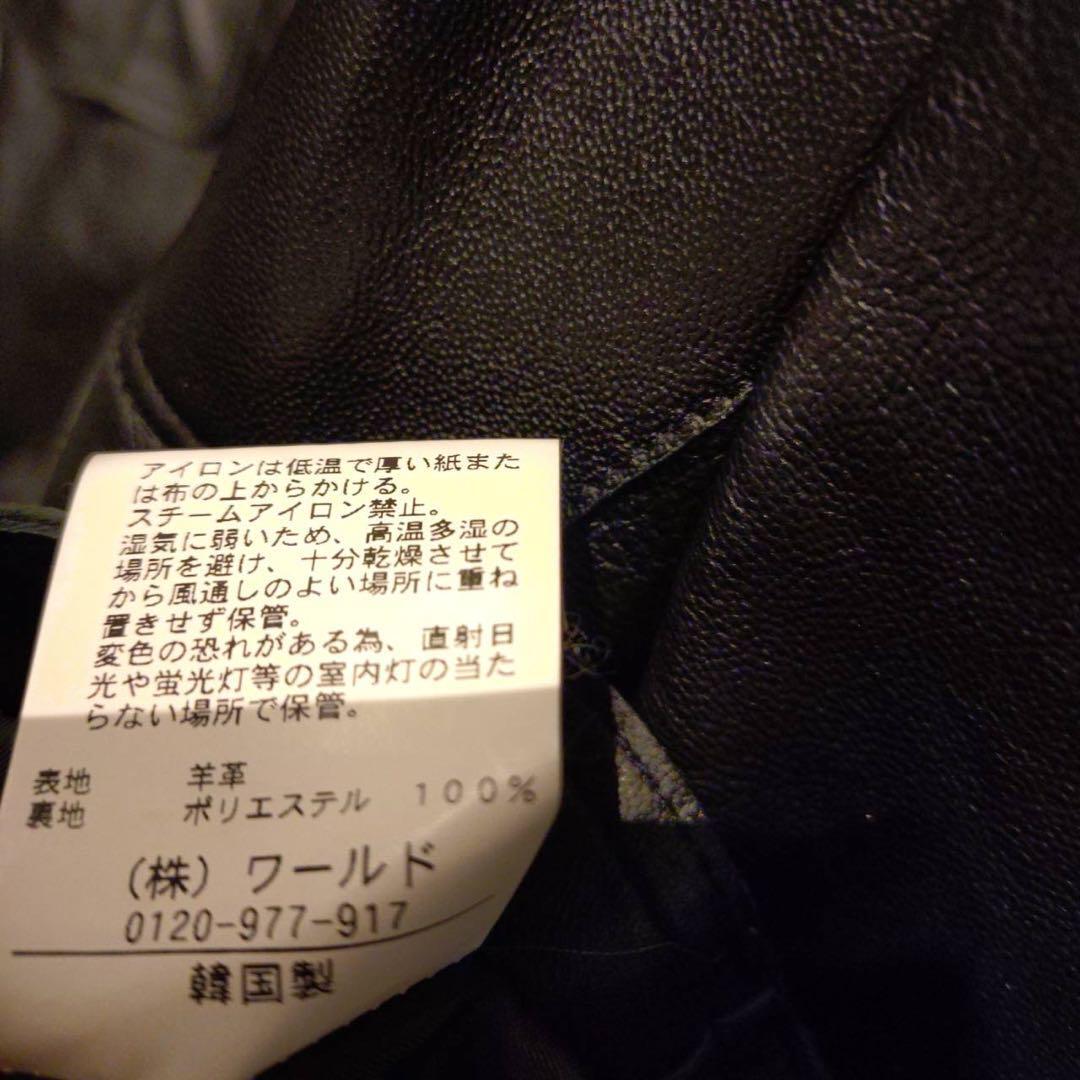 アイロンは低温で厚い紙また
は布の上からかける。
スチームアイロン禁止。
湿気に弱いため、高温多湿の
場所を避け、十分乾燥させて
から風通しのよい場所に重ね
置きせず保管。
変色の恐れがある為、直射日
光や蛍光灯等の室内灯の当た
らない場所で保管。
表地 羊革
裏地 ポリエステル 100%
(株) ワールド
0120-977-917
韓国製